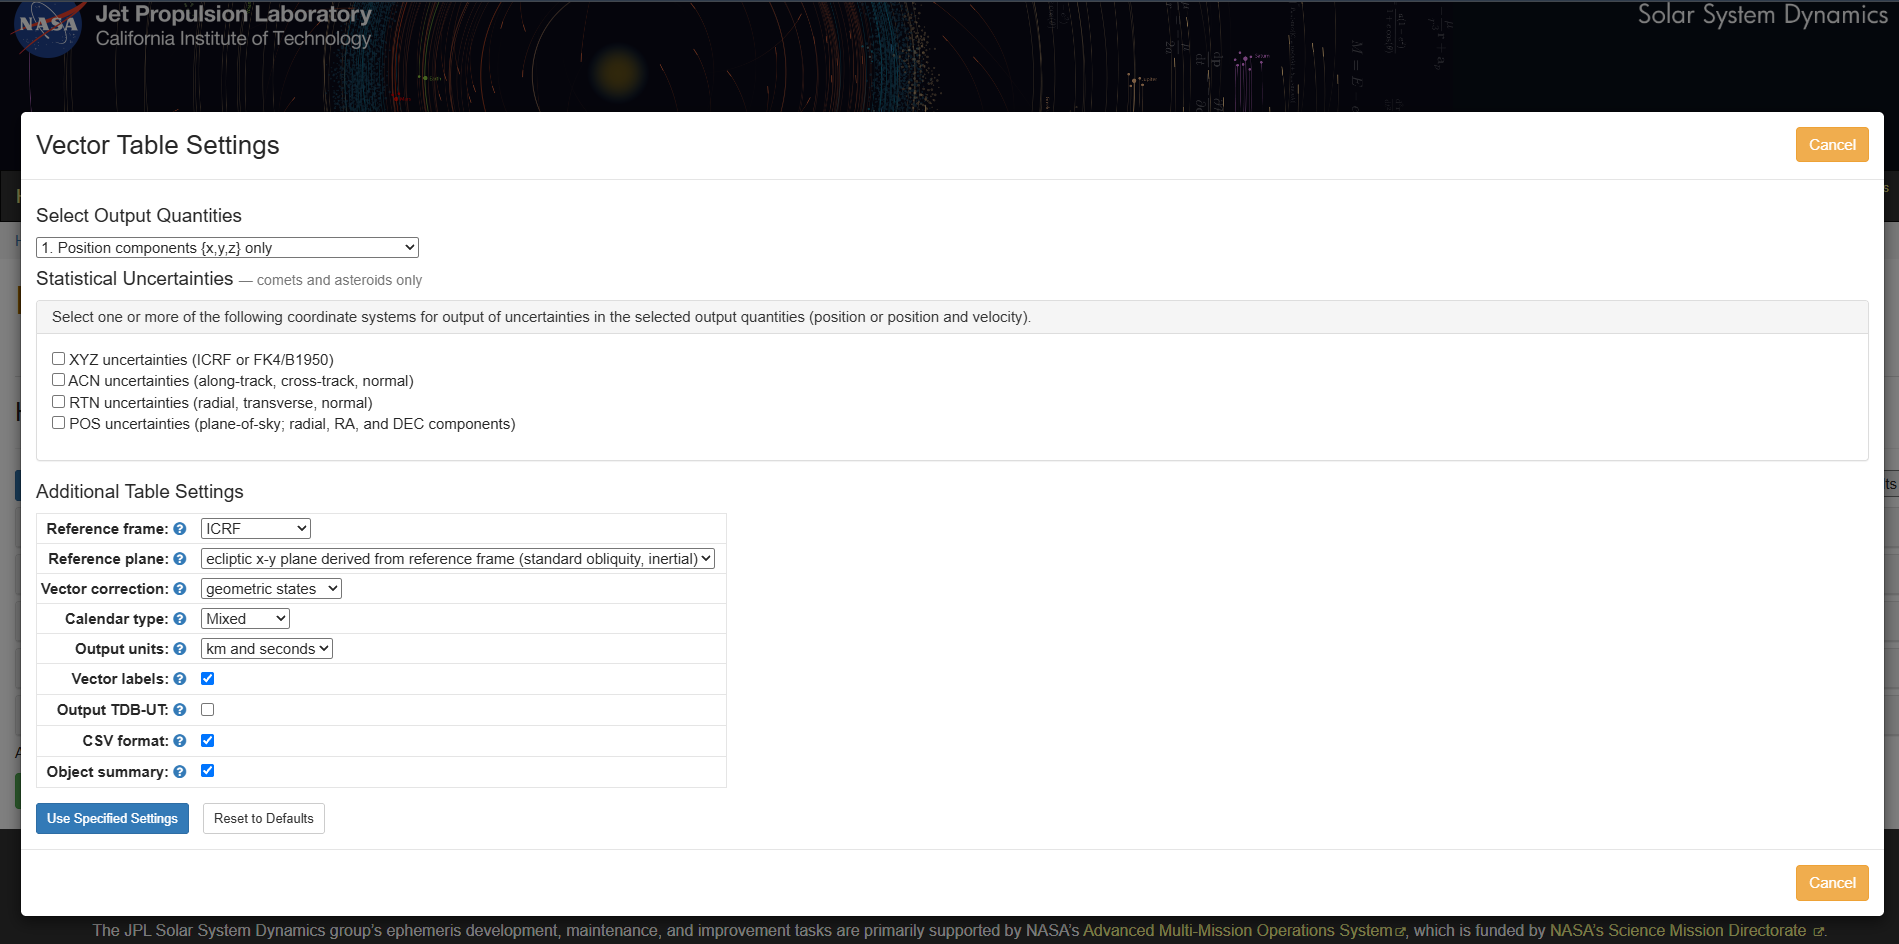 NASA
Jet Propulsion Laboratory
California Institute of Technology
Solar System Dynamics
Vector Table Settings
Cancel
Select Output Quantities
1. Position components {x,y,z} only
Statistical Uncertainties — comets and asteroids only
Select one or more of the following coordinate systems for output of uncertainties in the selected output quantities (position or position and velocity).
XYZ uncertainties (ICRF or FK4/B1950)
ACN uncertainties (along-track, cross-track, normal)
RTN uncertainties (radial, transverse, normal)
POS uncertainties (plane-of-sky; radial, RA, and DEC components)
Additional Table Settings
Reference frame: ? ICRF
Reference plane: ? ecliptic x-y plane derived from reference frame (standard obliquity, inertial)
Vector correction: ? geometric states
Calendar type: ? Mixed
Output units: ? km and seconds
Vector labels: ?
Output TDB-UT: ?
CSV format: ?
Object summary: ?
Use Specified Settings Reset to Defaults
Cancel
The JPL Solar System Dynamics group's ephemeris development, maintenance, and improvement tasks are primarily supported by NASA's Advanced Multi-Mission Operations System, which is funded by NASA's Science Mission Directorate.